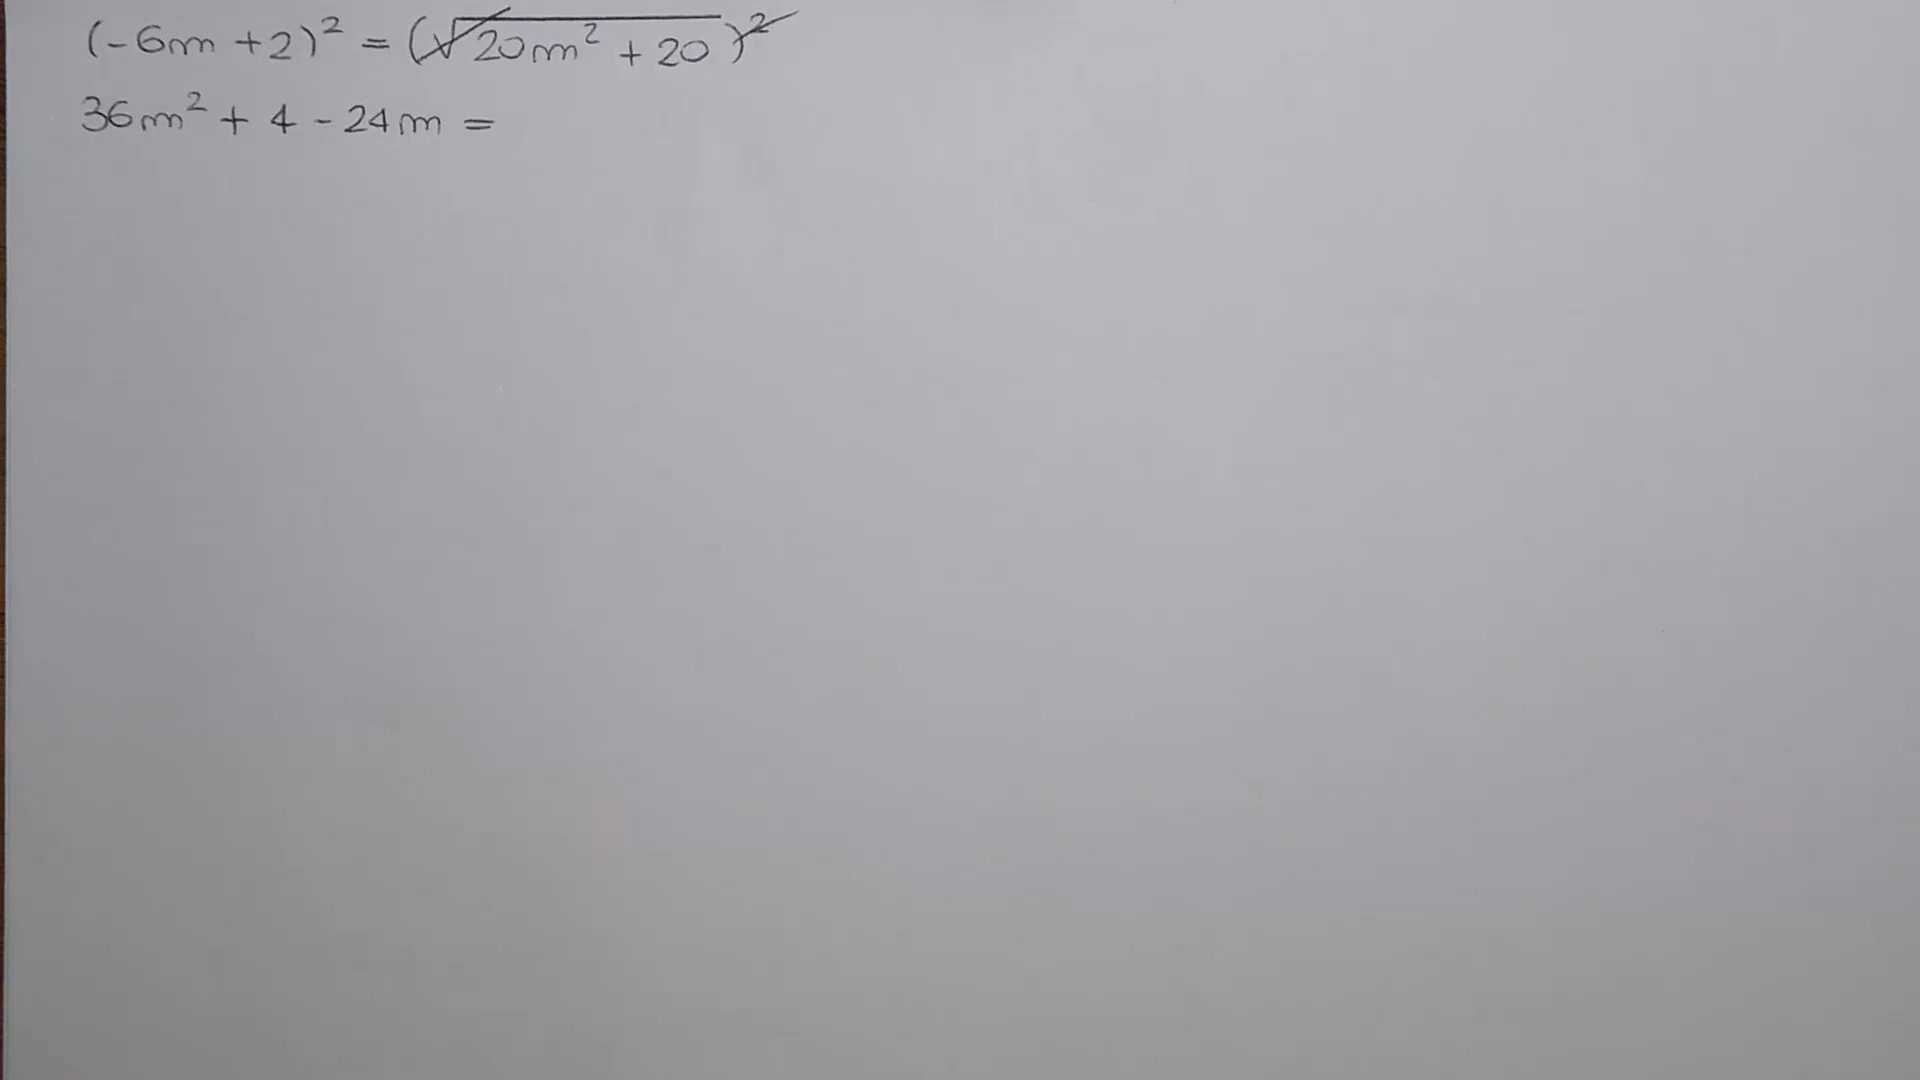 (-6m +2)² = (√20m² + 20)²
36m² + 4 - 24m =